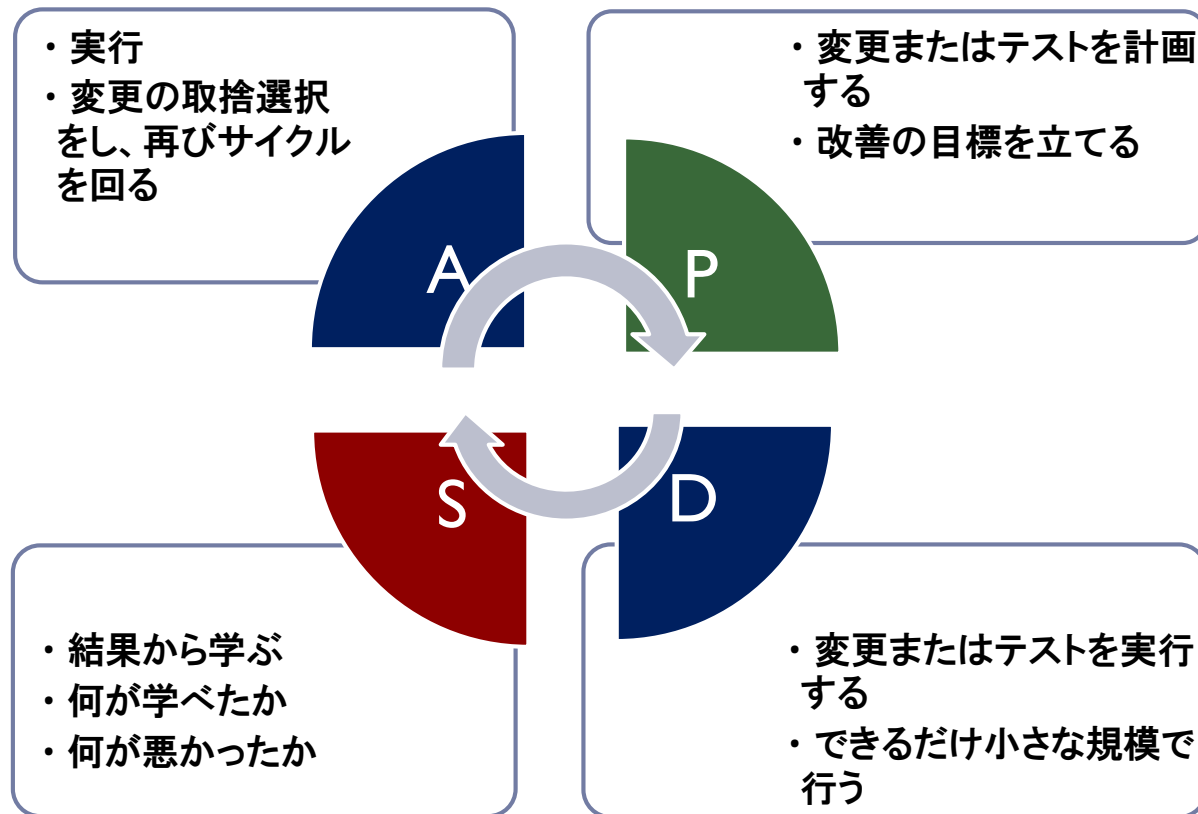 ・実行
・変更の取捨選択
をし、再びサイクル
を回る
・変更またはテストを計画
する
・改善の目標を立てる
A
P
S
D
・結果から学ぶ
・何が学べたか
・何が悪かったか
・変更またはテストを実行
する
・できるだけ小さな規模で
行う